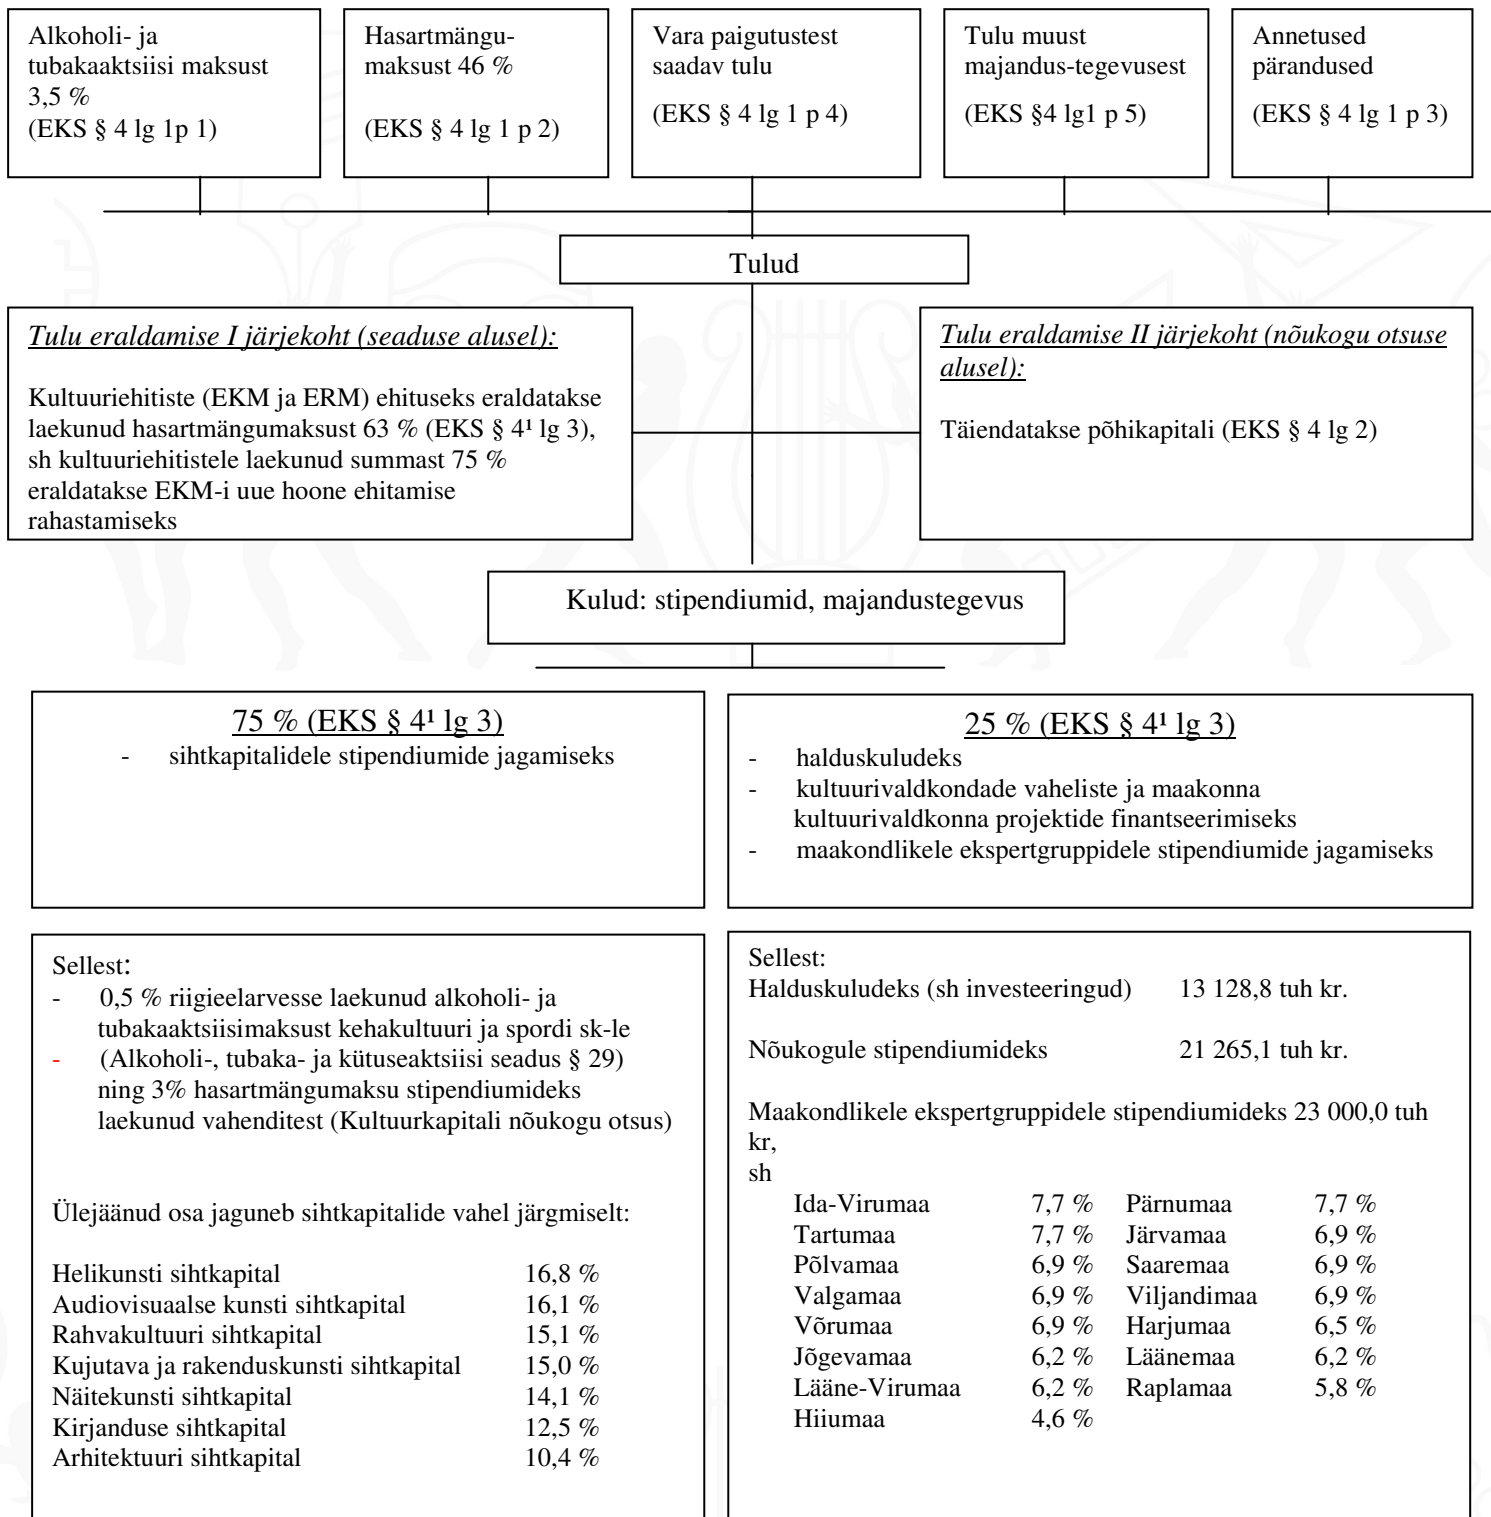 Alkoholi- ja
tubakaaktsiisi maksust
3,5 %
(EKS § 4 lg 1p 1)
Hasartmängu-
maksust 46 %
(EKS § 4 lg 1 p 2)
Vara paigutustest
saadav tulu
(EKS § 4 lg 1 p 4)
Tulu muust
majandus-tegevusest
(EKS §4 lg1 p 5)
Annetused
pärandused
(EKS § 4 lg 1 p 3)
Tulud
Tulu eraldamise I järjekoht (seaduse alusel):
Kultuuriehitiste (EKM ja ERM) ehituseks eraldatakse
laekunud hasartmängumaksust 63 % (EKS § 4¹ lg 3),
sh kultuuriehitistele laekunud summast 75 %
eraldatakse EKM-i uue hoone ehitamise
rahastamiseks
Tulu eraldamise II järjekoht (nõukogu otsuse
alusel):
Täiendatakse põhikapitali (EKS § 4 lg 2)
Kulud: stipendiumid, majandustegevus
75 % (EKS § 4¹ lg 3)
- sihtkapitalidele stipendiumide jagamiseks
25 % (EKS § 4¹ lg 3)
- halduskuludeks
- kultuurivaldkondade vaheliste ja maakonna
kultuurivaldkonna projektide finantseerimiseks
- maakondlikele ekspertgruppidele stipendiumide jagamiseks
Sellest:
- 0,5 % riigieelarvesse laekunud alkoholi- ja
tubakaaktsiisimaksust kehakultuuri ja spordi sk-le
- (Alkoholi-, tubaka- ja kütuseaktsiisi seadus § 29)
ning 3% hasartmängumaksu stipendiumideks
laekunud vahenditest (Kultuurkapitali nõukogu otsus)
Ülejäänud osa jaguneb sihtkapitalide vahel järgmiselt:
Helikunsti sihtkapital 16,8 %
Audiovisuaalse kunsti sihtkapital 16,1 %
Rahvakultuuri sihtkapital 15,1 %
Kujutava ja rakenduskunsti sihtkapital 15,0 %
Näitekunsti sihtkapital 14,1 %
Kirjanduse sihtkapital 12,5 %
Arhitektuuri sihtkapital 10,4 %
Sellest:
Halduskuludeks (sh investeeringud) 13 128,8 tuh kr.
Nõukogule stipendiumideks 21 265,1 tuh kr.
Maakondlikele ekspertgruppidele stipendiumideks 23 000,0 tuh
kr,
sh
Ida-Virumaa 7,7 % Pärnumaa 7,7 %
Tartumaa 7,7 % Järvamaa 6,9 %
Põlvamaa 6,9 % Saaremaa 6,9 %
Valgamaa 6,9 % Viljandimaa 6,9 %
Võrumaa 6,9 % Harjumaa 6,5 %
Jõgevamaa 6,2 % Läänemaa 6,2 %
Lääne-Virumaa 6,2 % Raplamaa 5,8 %
Hiiumaa 4,6 %